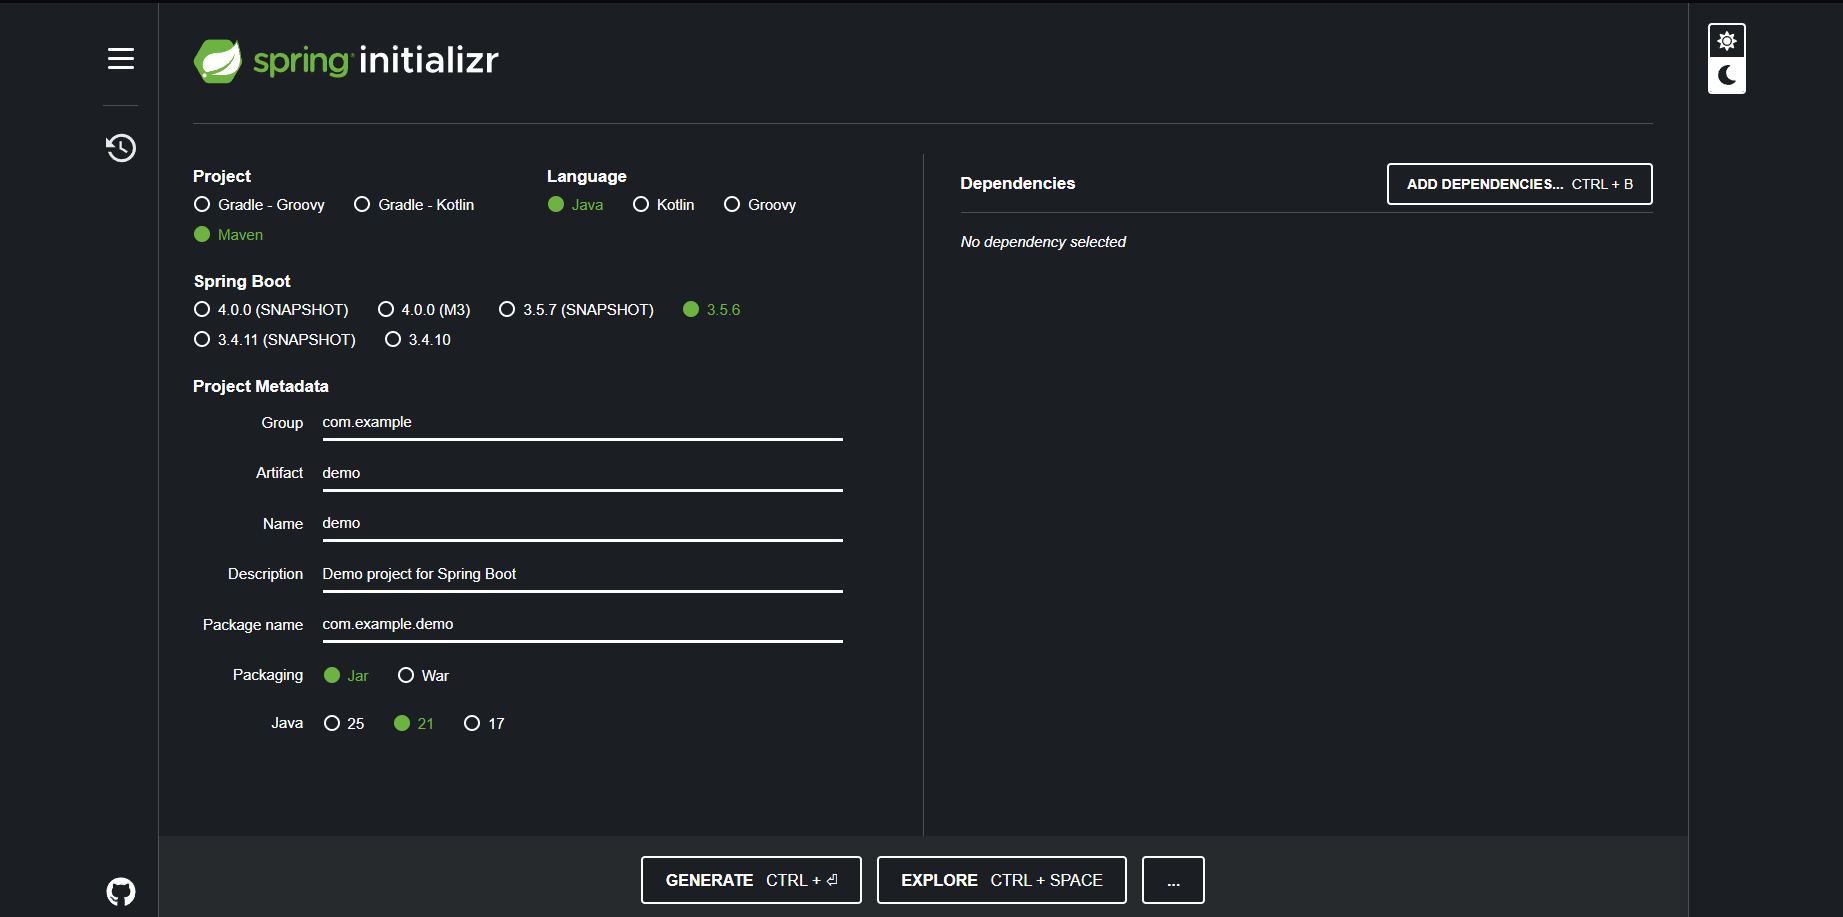 spring initializr
Project
Gradle - Groovy Gradle - Kotlin
Maven
Language
Java Kotlin Groovy
Spring Boot
4.0.0 (SNAPSHOT) 4.0.0 (M3) 3.5.7 (SNAPSHOT) 3.5.6
3.4.11 (SNAPSHOT) 3.4.10
Project Metadata
Group com.example
Artifact demo
Name demo
Description Demo project for Spring Boot
Package name com.example.demo
Packaging Jar War
Java 25 21 17
Dependencies ADD DEPENDENCIES... CTRL + B
No dependency selected
GENERATE CTRL + ⏎ EXPLORE CTRL + SPACE ...